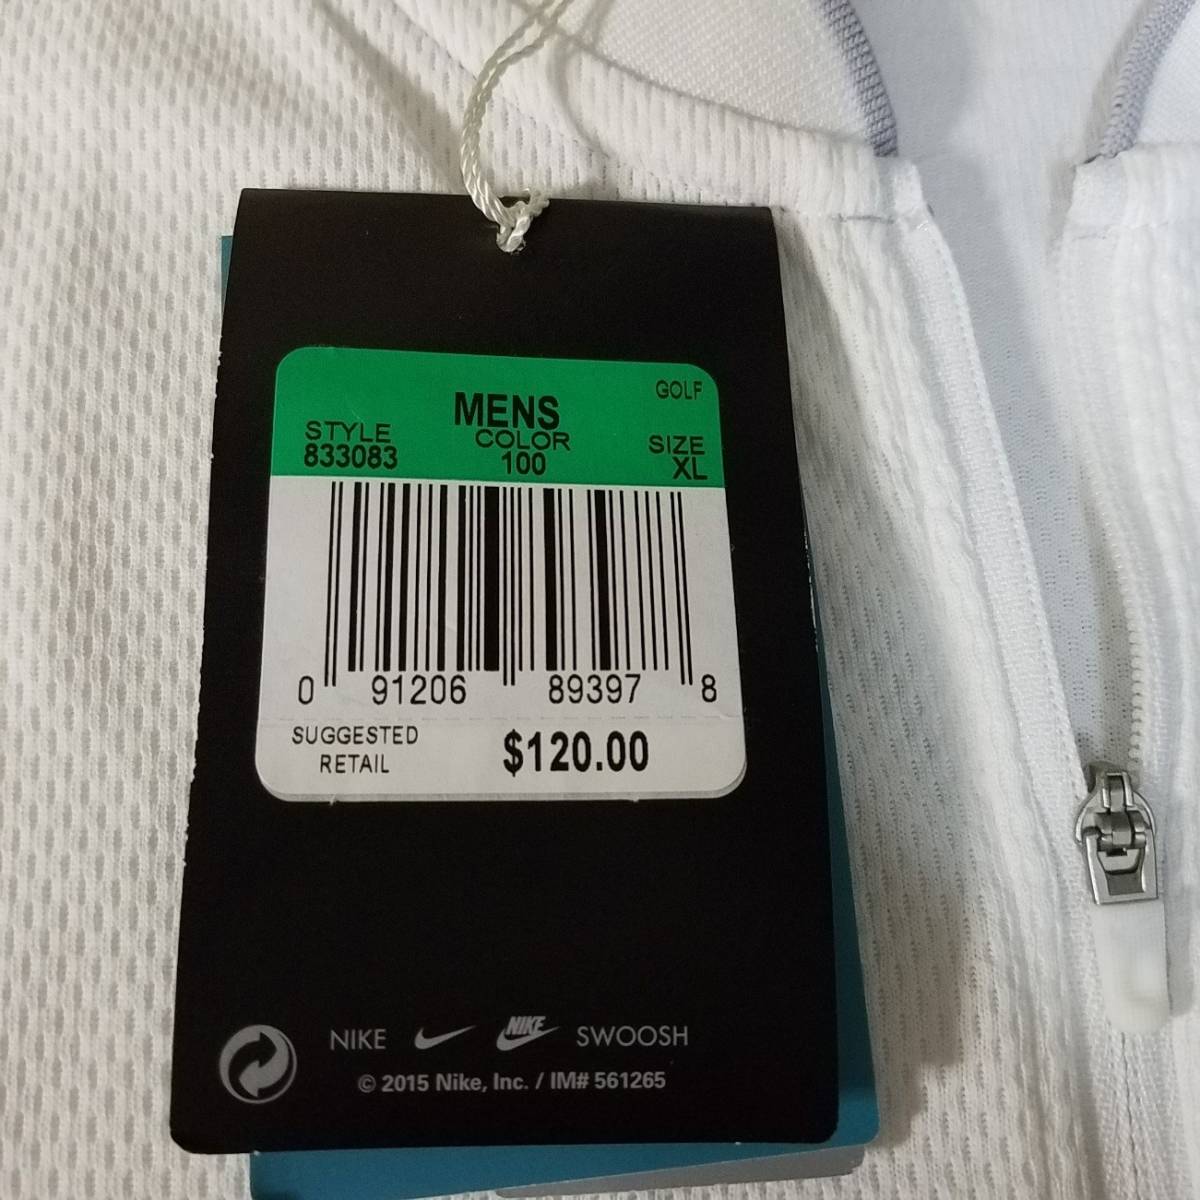 GOLF
MENS
STYLE COLOR SIZE
833083 100 XL
0 91206 89397 8
SUGGESTED RETAIL $120.00
NIKE NIKE SWOOSH
© 2015 Nike, Inc. / IM# 561265